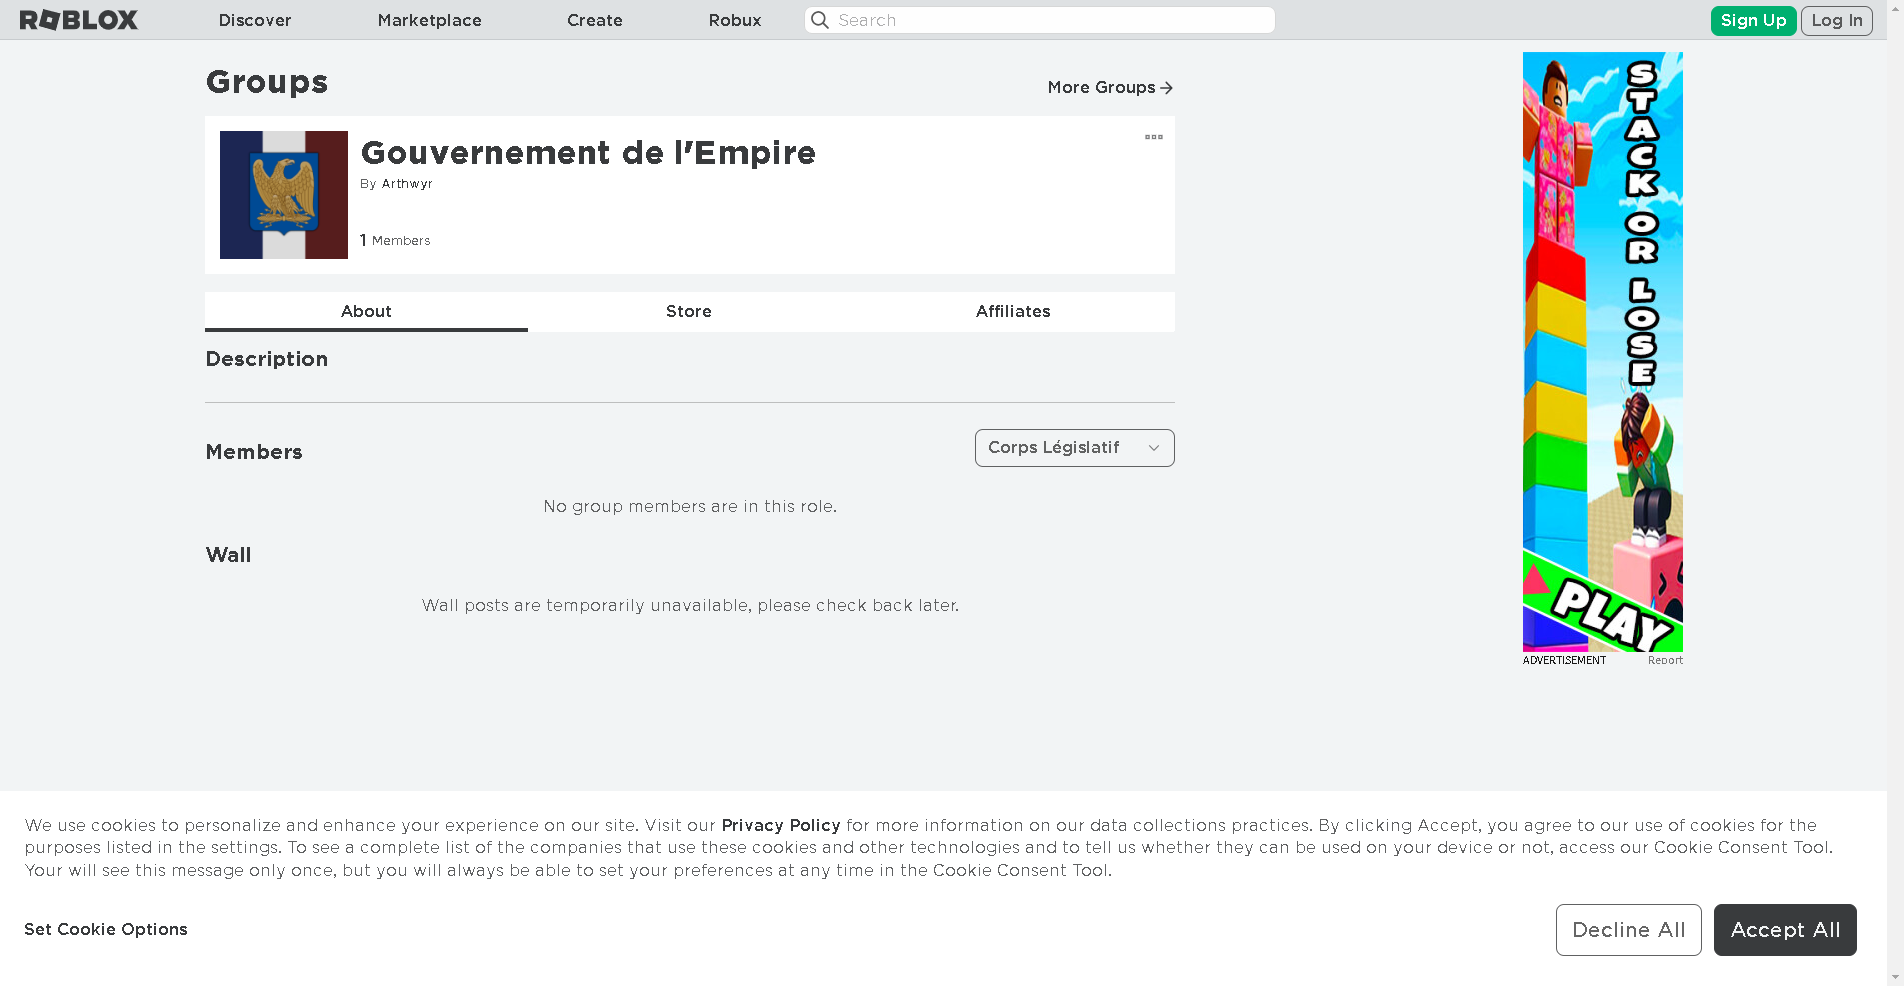 ROBLOX Discover Marketplace Create Robux Search Sign Up Log In
Groups
More Groups
Gouvernement de l'Empire
By Arthwyr
1 Members
About Store Affiliates
Description
Members
Corps Législatif
No group members are in this role.
Wall
Wall posts are temporarily unavailable, please check back later.
STACK OR LOSE
PLAY
ADVERTISEMENT Report
We use cookies to personalize and enhance your experience on our site. Visit our Privacy Policy for more information on our data collections practices. By clicking Accept, you agree to our use of cookies for the
purposes listed in the settings. To see a complete list of the companies that use these cookies and other technologies and to tell us whether they can be used on your device or not, access our Cookie Consent Tool.
Your will see this message only once, but you will always be able to set your preferences at any time in the Cookie Consent Tool.
Set Cookie Options
Decline All
Accept All